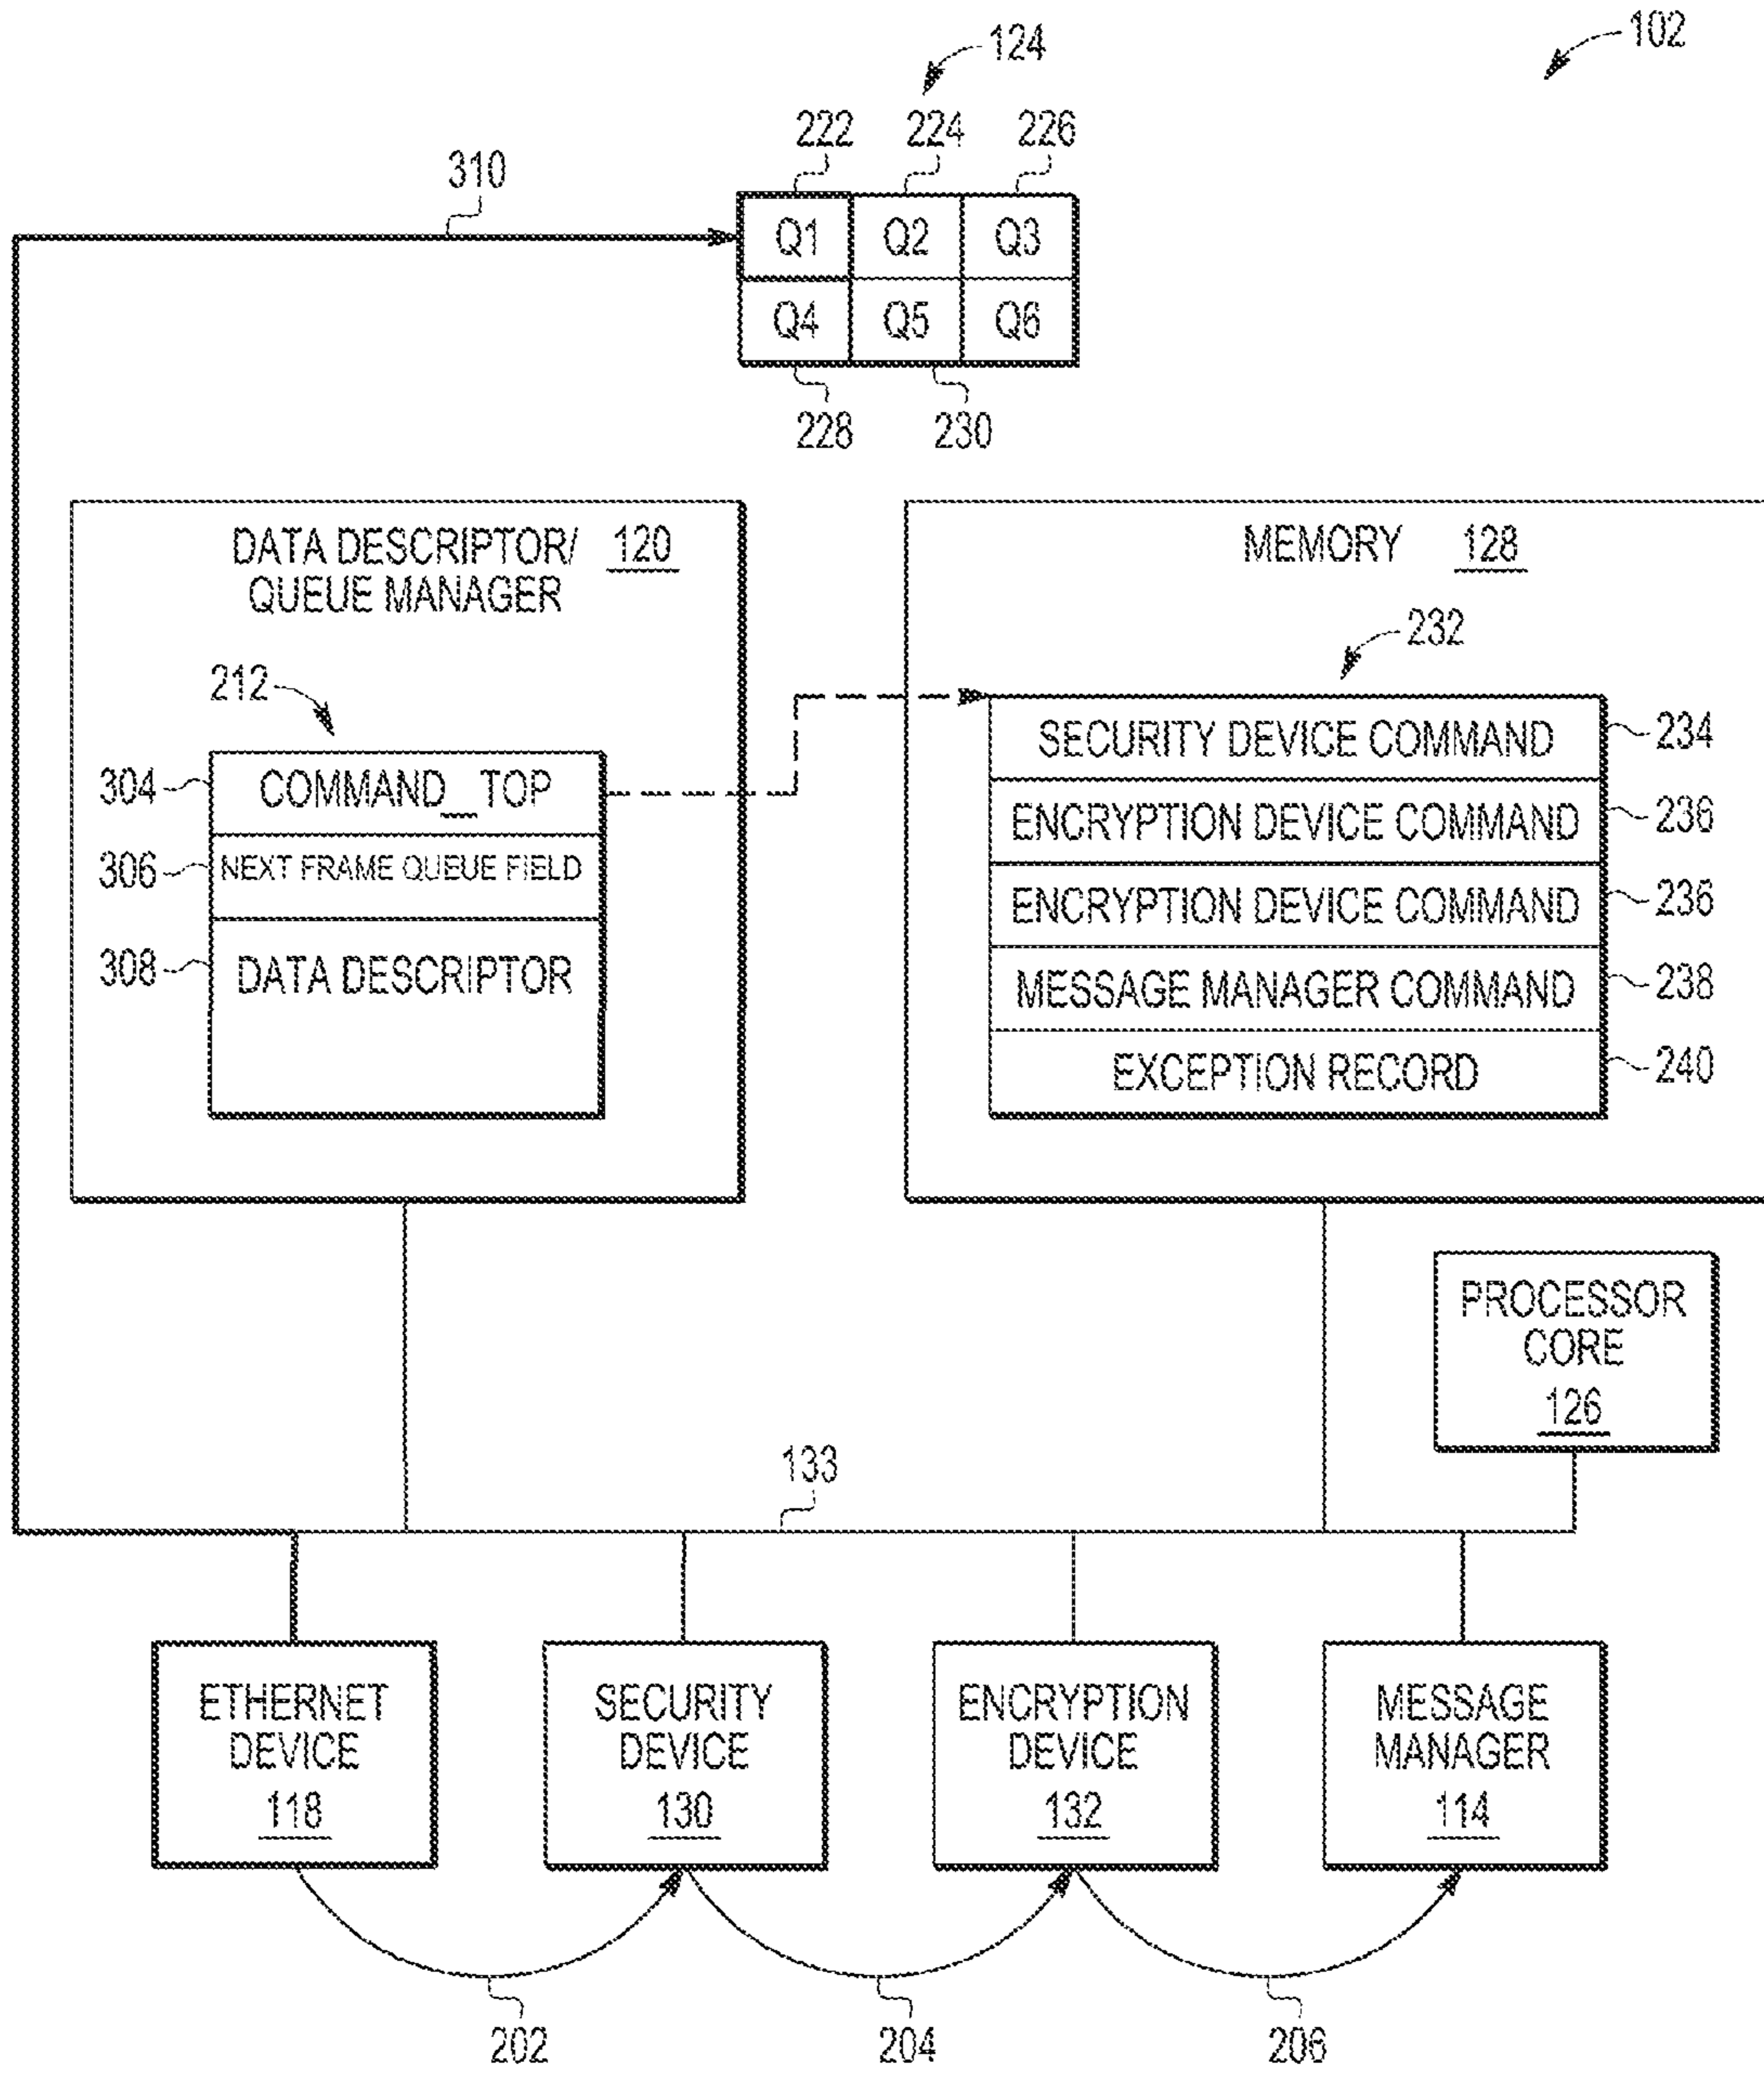 102
124
222 224 226
310
Q1 Q2 Q3
Q4 Q5 Q6
228 230
DATA DESCRIPTOR/ 120
QUEUE MANAGER
212
304 COMMAND_TOP
306 NEXT FRAME QUEUE FIELD
308 DATA DESCRIPTOR
MEMORY 128
232
SECURITY DEVICE COMMAND 234
ENCRYPTION DEVICE COMMAND 236
ENCRYPTION DEVICE COMMAND 236
MESSAGE MANAGER COMMAND 238
EXCEPTION RECORD 240
PROCESSOR
CORE
126
133
ETHERNET
DEVICE
118
SECURITY
DEVICE
130
ENCRYPTION
DEVICE
132
MESSAGE
MANAGER
114
202 204 206